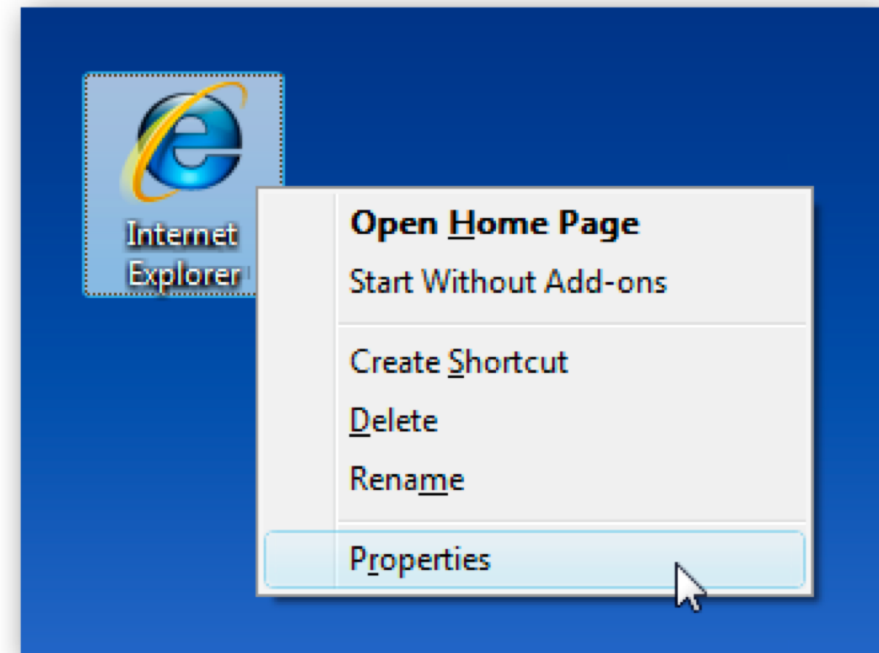 Internet
Explorer
Open Home Page
Start Without Add-ons
Create Shortcut
Delete
Rename
Properties